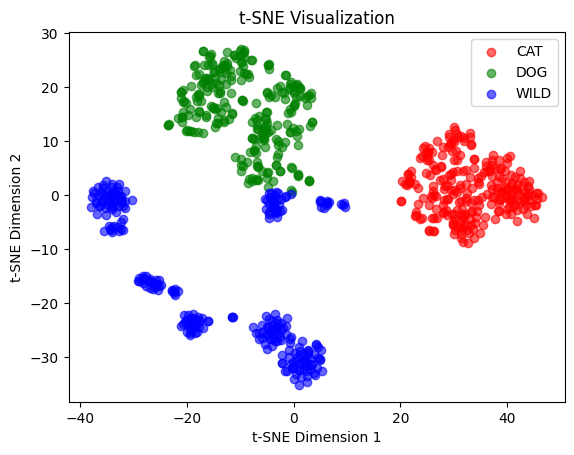 t-SNE Visualization
CAT
DOG
WILD
t-SNE Dimension 2
30
20
10
0
−10
−20
−30
−40
−20
0
20
40
t-SNE Dimension 1